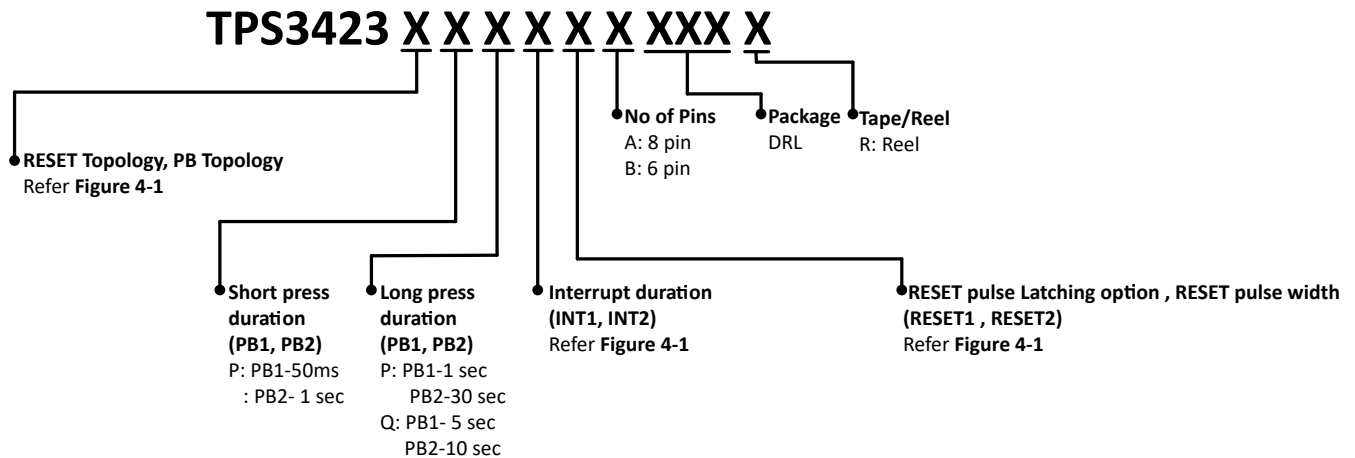 TPS3423 X X X X X X XXX X
No of Pins
A: 8 pin
B: 6 pin
Package
DRL
Tape/Reel
R: Reel
RESET Topology, PB Topology
Refer Figure 4-1
Short press
duration
(PB1, PB2)
P: PB1-50ms
: PB2- 1 sec
Long press
duration
(PB1, PB2)
P: PB1-1 sec
PB2-30 sec
Q: PB1- 5 sec
PB2-10 sec
Interrupt duration
(INT1, INT2)
Refer Figure 4-1
RESET pulse Latching option , RESET pulse width
(RESET1 , RESET2)
Refer Figure 4-1